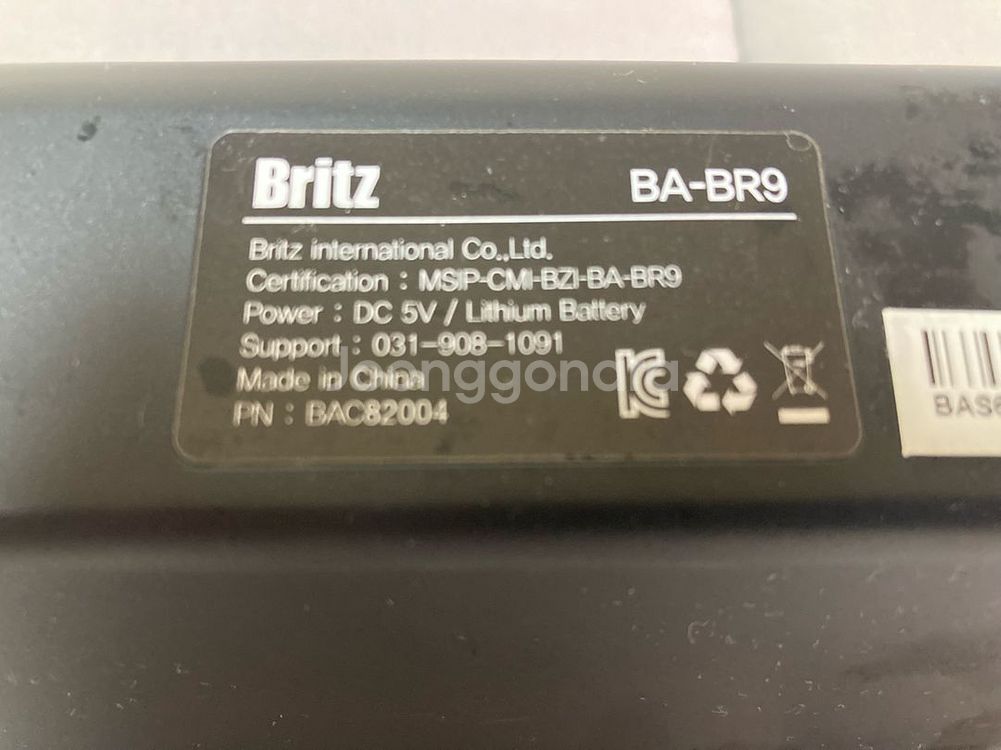 Britz
BA-BR9
Britz international Co.,Ltd.
Certification : MSIP-CMI-BZI-BA-BR9
Power : DC 5V / Lithium Battery
Support : 031-908-1091
Made in China
PN : BAC82004
Joonggonara